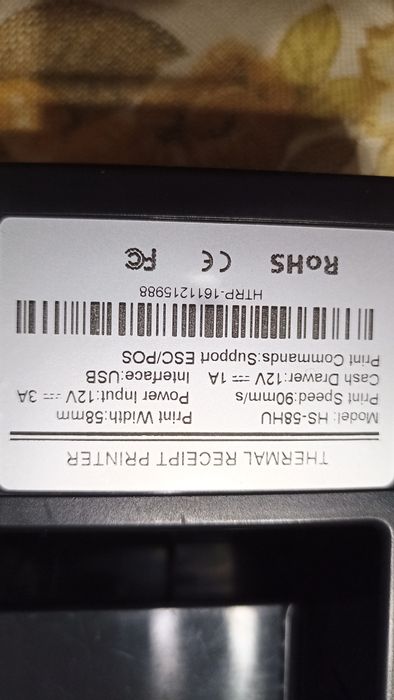 THERMAL RECEIPT PRINTER
Model: HS-58HU Print Width:58mm
Print Speed:90mm/s Power Input:12V ⎓ 3A
Cash Drawer:12V ⎓ 1A Interface:USB
Print Commands:Support ESC/POS
HTRP-1611215988
RoHS CE FC